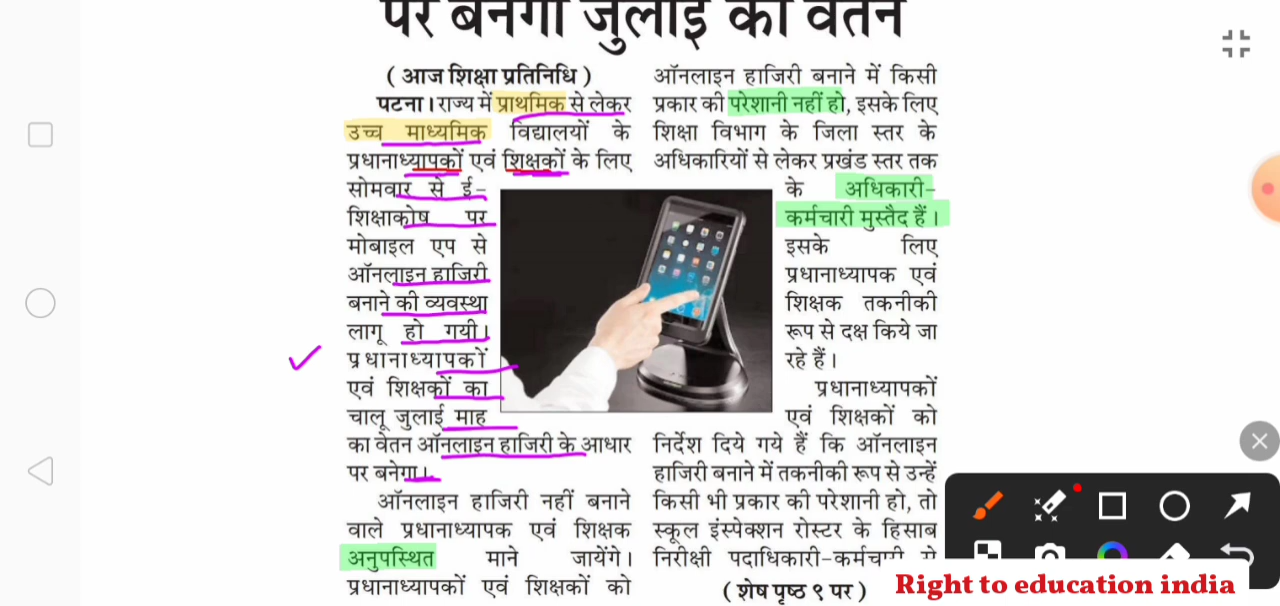 पर बनेगा जुलाई का वेतन
( आज शिक्षा प्रतिनिधि )
पटना। राज्य में प्राथमिक से लेकर
उच्च माध्यमिक विद्यालयों के
प्रधानाध्यापकों एवं शिक्षकों के लिए
सोमवार से ई-
शिक्षाकोष पर
मोबाइल एप से
ऑनलाइन हाजिरी
बनाने की व्यवस्था
लागू हो गयी।
प्रधानाध्यापकों
एवं शिक्षकों का
चालू जुलाई माह
का वेतन ऑनलाइन हाजिरी के आधार
पर बनेगा।
ऑनलाइन हाजिरी नहीं बनाने
वाले प्रधानाध्यापक एवं शिक्षक
अनुपस्थित माने जायेंगे।
प्रधानाध्यापकों एवं शिक्षकों को
ऑनलाइन हाजिरी बनाने में किसी
प्रकार की परेशानी नहीं हो, इसके लिए
शिक्षा विभाग के जिला स्तर के
अधिकारियों से लेकर प्रखंड स्तर तक
के अधिकारी-
कर्मचारी मुस्तैद हैं।
इसके लिए
प्रधानाध्यापक एवं
शिक्षक तकनीकी
रूप से दक्ष किये जा
रहे हैं।
प्रधानाध्यापकों
एवं शिक्षकों को
निर्देश दिये गये हैं कि ऑनलाइन
हाजिरी बनाने में तकनीकी रूप से उन्हें
किसी भी प्रकार की परेशानी हो, तो
स्कूल इंस्पेक्शन रोस्टर के हिसाब
निरीक्षी पदाधिकारी-कर्मचारी से
( शेष पृष्ठ ९ पर )
Right to education india